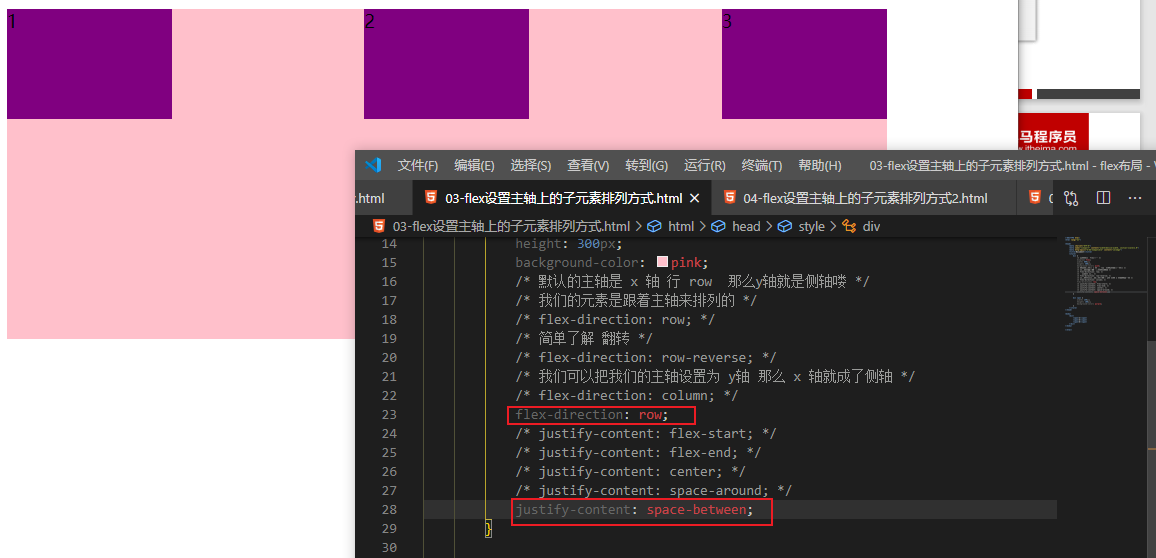 1
2
3
马程序员
www.itheima.com
文件(F) 编辑(E) 选择(S) 查看(V) 转到(G) 运行(R) 终端(T) 帮助(H) 03-flex设置主轴上的子元素排列方式.html - flex布局 -
.html 03-flex设置主轴上的子元素排列方式.html 04-flex设置主轴上的子元素排列方式2.html
03-flex设置主轴上的子元素排列方式.html > html > head > style > div
14 height: 300px;
15 background-color: pink;
16 /* 默认的主轴是 x 轴 行 row  那么y轴就是侧轴喽 */
17 /* 我们的元素是跟着主轴来排列的 */
18 /* flex-direction: row; */
19 /* 简单了解 翻转 */
20 /* flex-direction: row-reverse; */
21 /* 我们可以把我们的主轴设置为 y轴 那么 x 轴就成了侧轴 */
22 /* flex-direction: column; */
23 flex-direction: row;
24 /* justify-content: flex-start; */
25 /* justify-content: flex-end; */
26 /* justify-content: center; */
27 /* justify-content: space-around; */
28 justify-content: space-between;
29 }
30